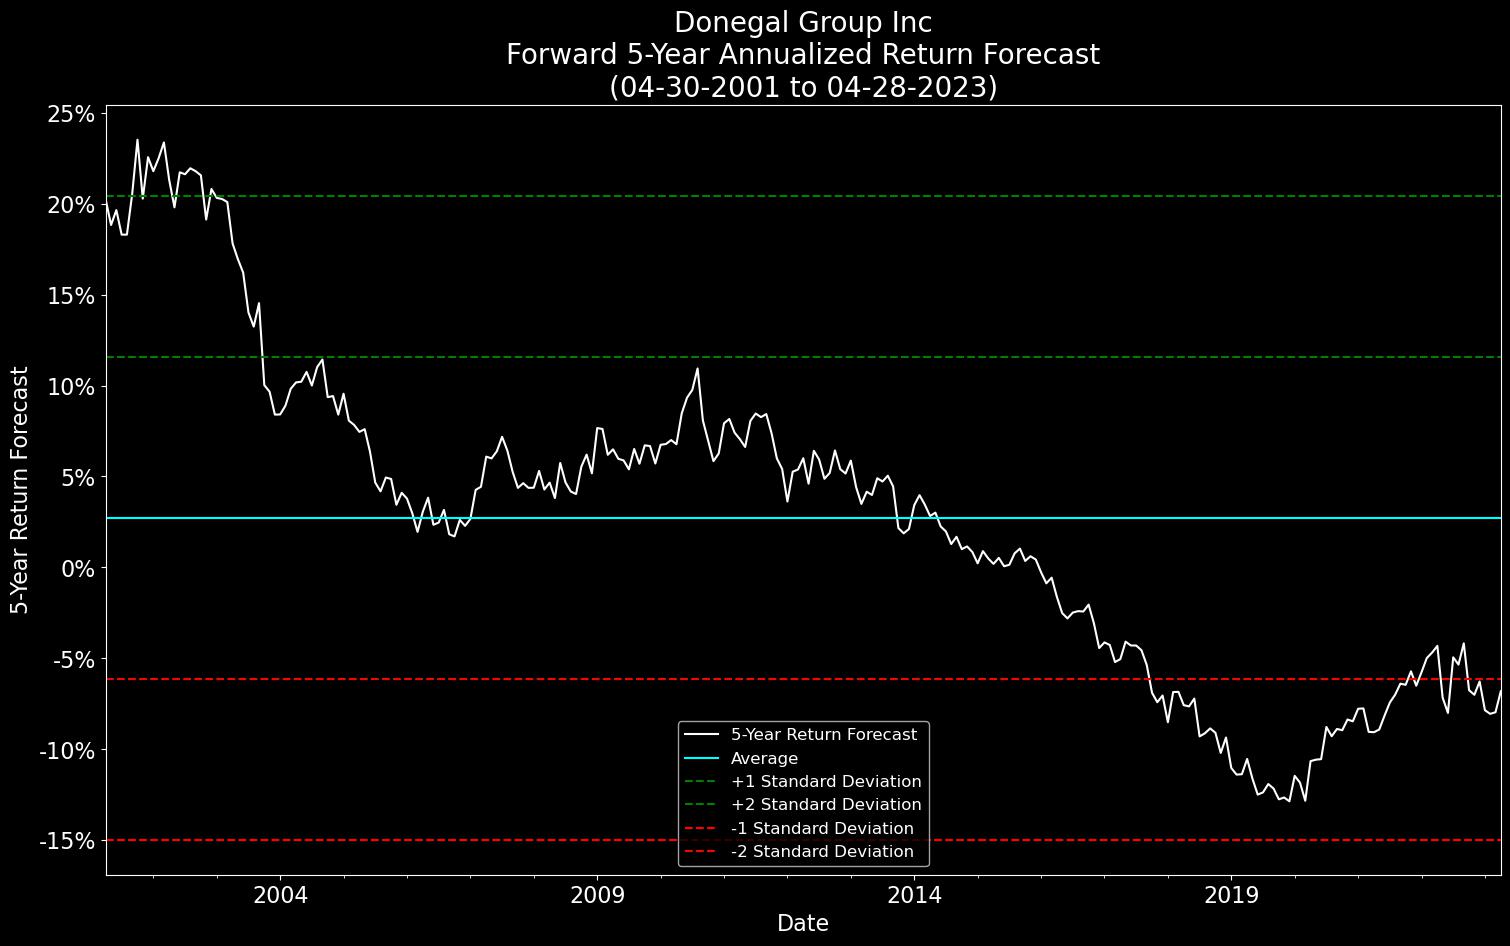 Donegal Group Inc
Forward 5-Year Annualized Return Forecast
(04-30-2001 to 04-28-2023)
25%
20%
15%
10%
5%
0%
-5%
-10%
-15%
5-Year Return Forecast
5-Year Return Forecast
Average
+1 Standard Deviation
+2 Standard Deviation
-1 Standard Deviation
-2 Standard Deviation
2004 2009 2014 2019
Date